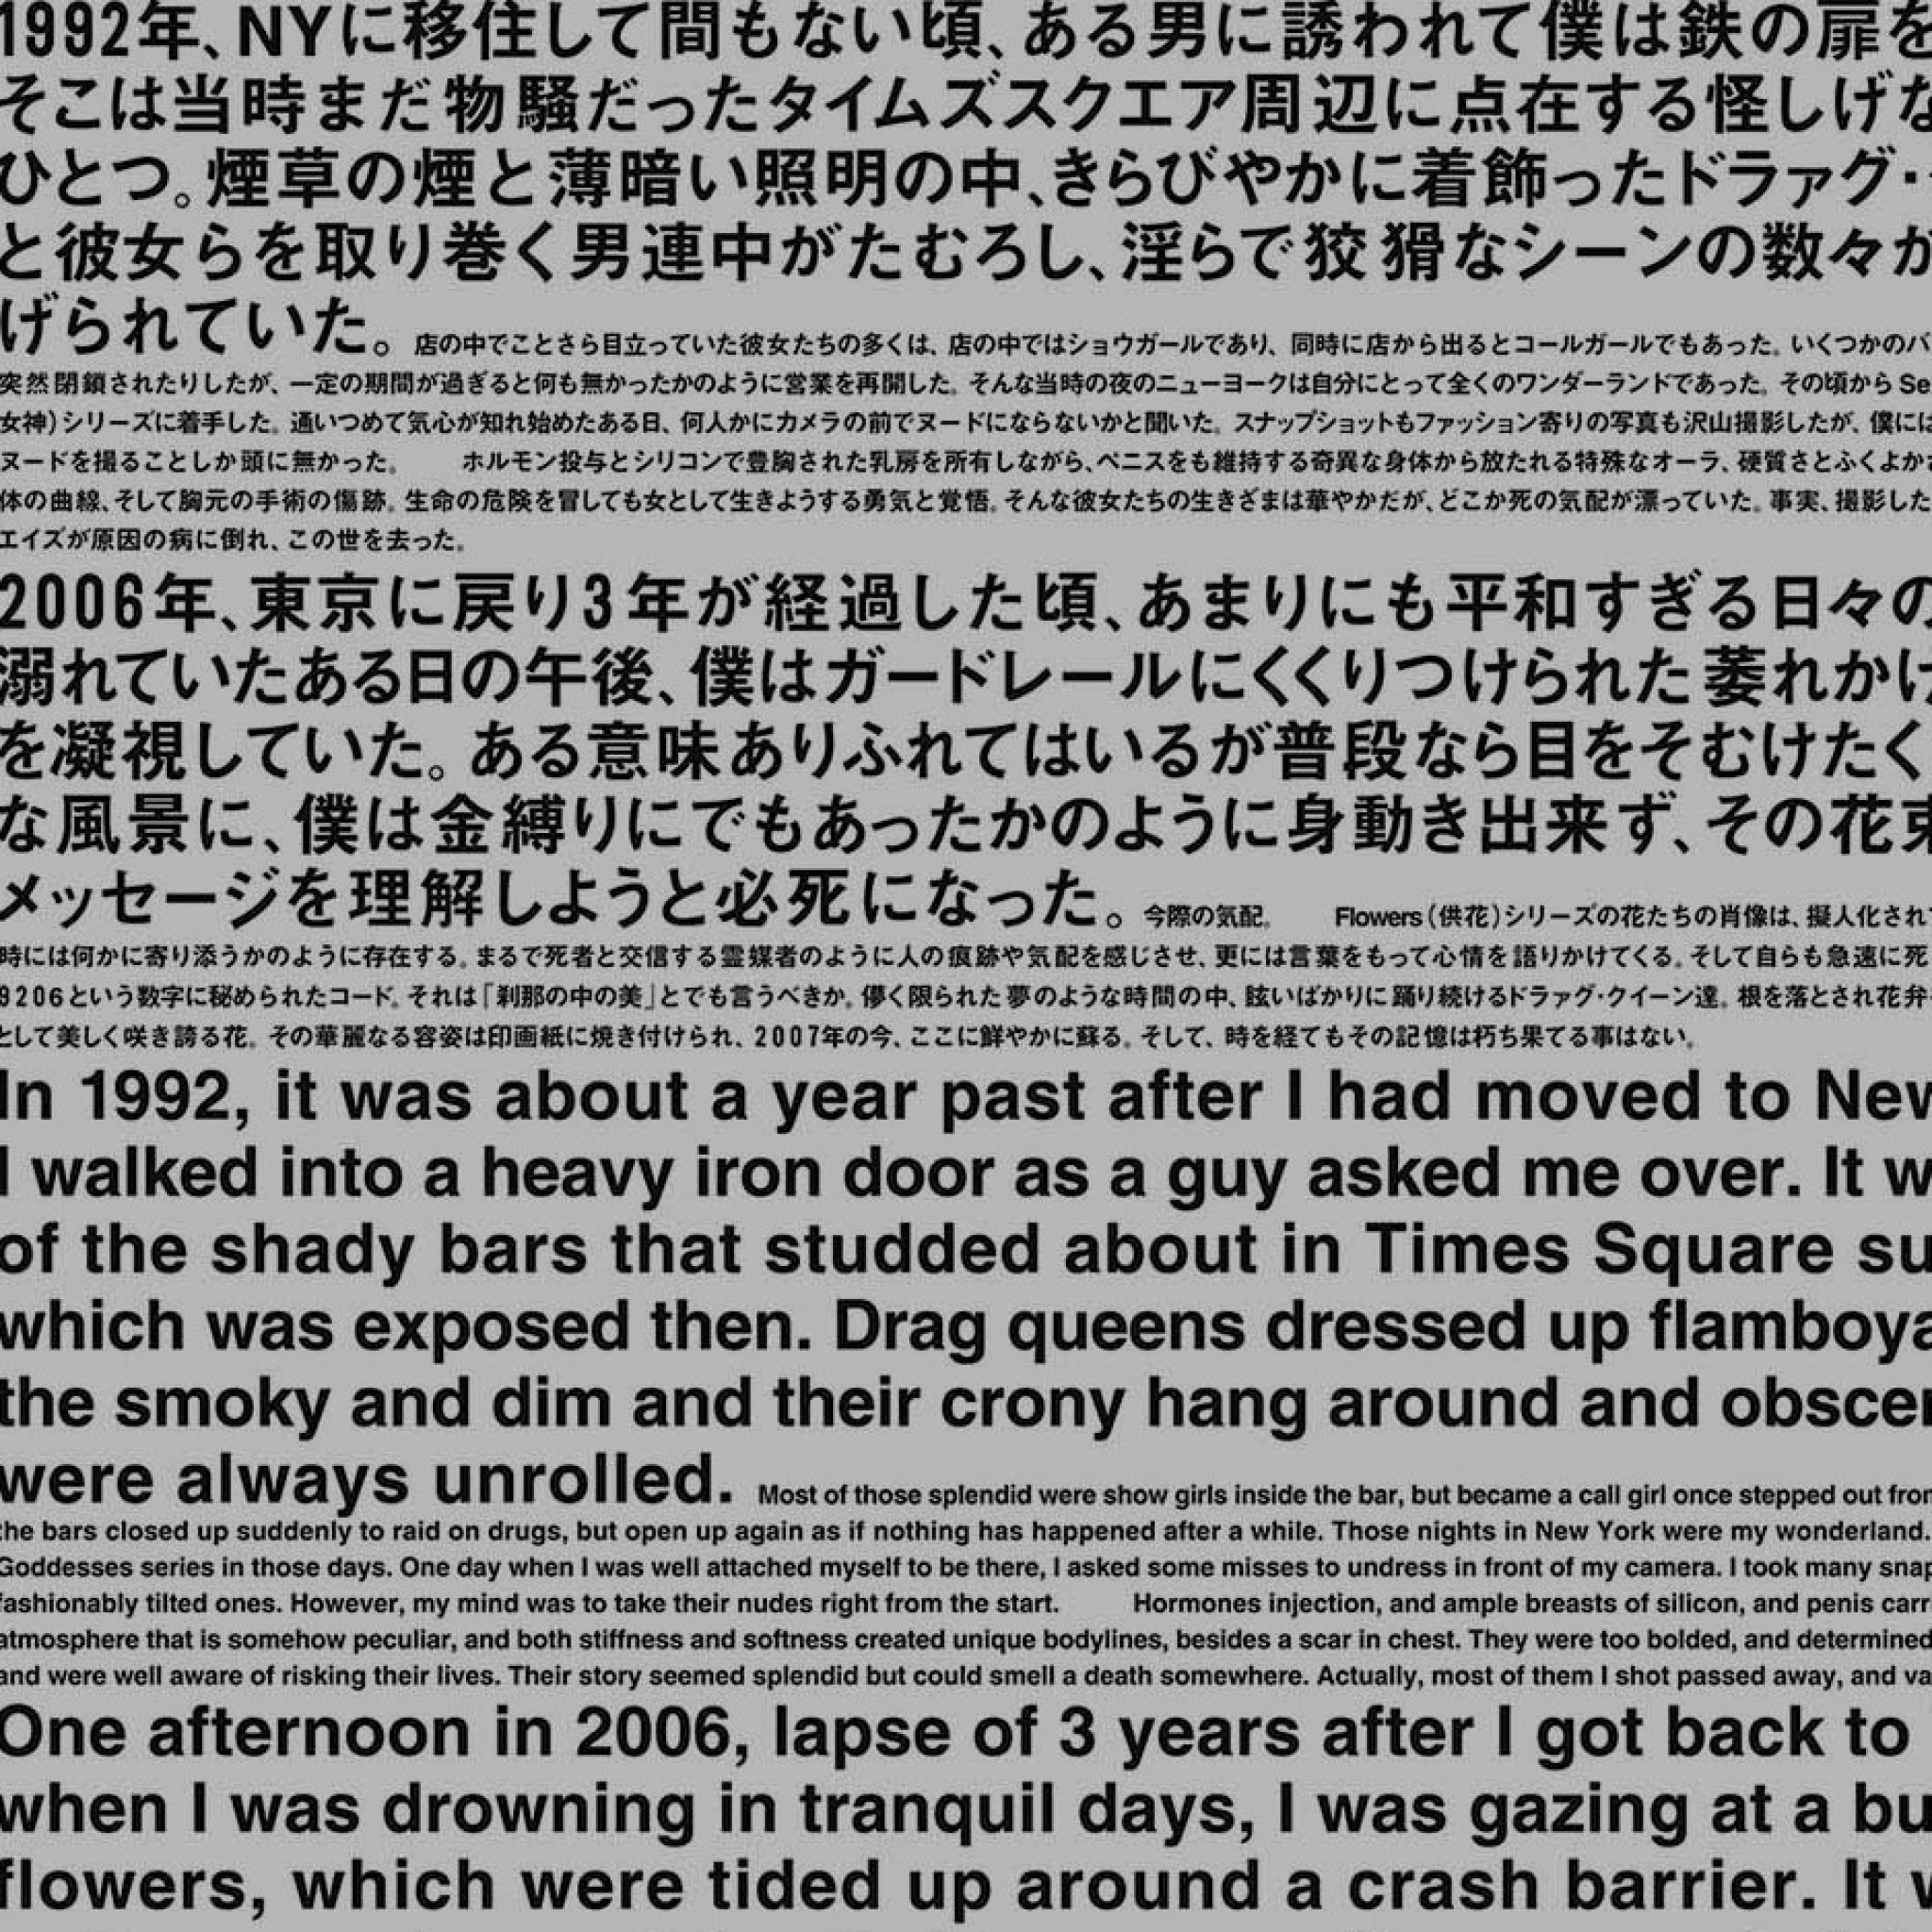 1992年、NYに移住して間もない頃、ある男に誘われて僕は鉄の扉を
そこは当時まだ物騒だったタイムズスクエア周辺に点在する怪しげな
ひとつ。煙草の煙と薄暗い照明の中、きらびやかに着飾ったドラァグ・
と彼女らを取り巻く男連中がたむろし、淫らで狡猾なシーンの数々が
げられていた。店の中でことさら目立っていた彼女たちの多くは、店の中ではショウガールであり、同時に店から出るとコールガールでもあった。いくつかのバ
突然閉鎖されたりしたが、一定の期間が過ぎると何も無かったかのように営業を再開した。そんな当時の夜のニューヨークは自分にとって全くのワンダーランドであった。その頃から Se
女神)シリーズに着手した。通いつめて気心が知れ始めたある日、何人かにカメラの前でヌードにならないかと聞いた。スナップショットもファッション寄りの写真も沢山撮影したが、僕には
ヌードを撮ることしか頭に無かった。　　ホルモン投与とシリコンで豊胸された乳房を所有しながら、ペニスをも維持する奇異な身体から放たれる特殊なオーラ、硬質さとふくよかさ
体の曲線、そして胸元の手術の傷跡。生命の危険を冒しても女として生きようする勇気と覚悟。そんな彼女たちの生きざまは華やかだが、どこか死の気配が漂っていた。事実、撮影した
エイズが原因の病に倒れ、この世を去った。
2006年、東京に戻り3年が経過した頃、あまりにも平和すぎる日々の
溺れていたある日の午後、僕はガードレールにくくりつけられた萎れかけ
を凝視していた。ある意味ありふれてはいるが普段なら目をそむけたく
な風景に、僕は金縛りにでもあったかのように身動き出来ず、その花束
メッセージを理解しようと必死になった。今際の気配。　　Flowers(供花)シリーズの花たちの肖像は、擬人化されて
時には何かに寄り添うかのように存在する。まるで死者と交信する霊媒者のように人の痕跡や気配を感じさせ、更には言葉をもって心情を語りかけてくる。そして自らも急速に死
9206という数字に秘められたコード。それは「刹那の中の美」とでも言うべきか。儚く限られた夢のような時間の中、眩いばかりに踊り続けるドラァグ・クイーン達。根を落とされ花弁
として美しく咲き誇る花。その華麗なる容姿は印画紙に焼き付けられ、2007年の今、ここに鮮やかに蘇る。そして、時を経てもその記憶は朽ち果てる事はない。
In 1992, it was about a year past after I had moved to New
I walked into a heavy iron door as a guy asked me over. It w
of the shady bars that studded about in Times Square su
which was exposed then. Drag queens dressed up flamboya
the smoky and dim and their crony hang around and obscen
were always unrolled. Most of those splendid were show girls inside the bar, but became a call girl once stepped out from
the bars closed up suddenly to raid on drugs, but open up again as if nothing has happened after a while. Those nights in New York were my wonderland.
Goddesses series in those days. One day when I was well attached myself to be there, I asked some misses to undress in front of my camera. I took many snap
fashionably tilted ones. However, my mind was to take their nudes right from the start. Hormones injection, and ample breasts of silicon, and penis carr
atmosphere that is somehow peculiar, and both stiffness and softness created unique bodylines, besides a scar in chest. They were too bolded, and determined
and were well aware of risking their lives. Their story seemed splendid but could smell a death somewhere. Actually, most of them I shot passed away, and va
One afternoon in 2006, lapse of 3 years after I got back to
when I was drowning in tranquil days, I was gazing at a bu
flowers, which were tided up around a crash barrier. It w